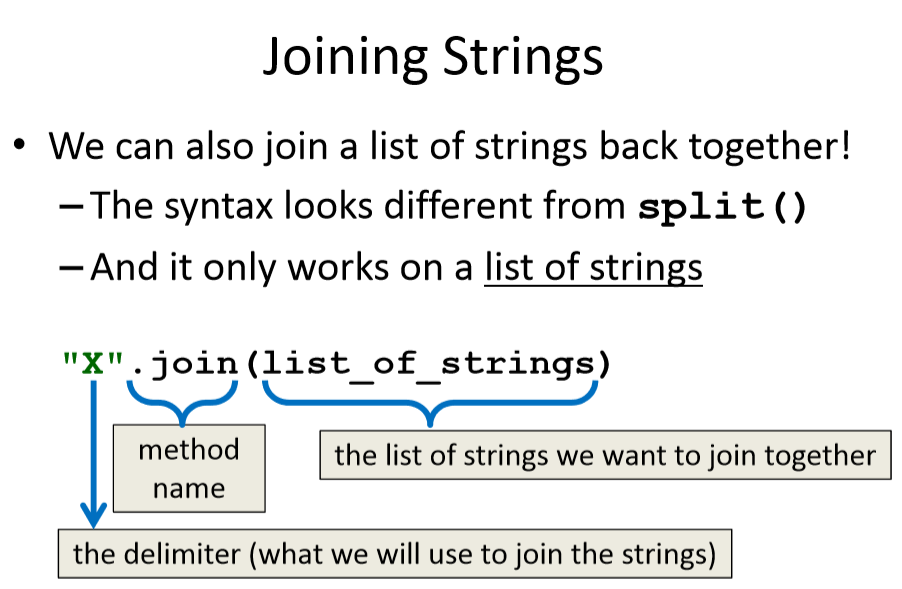 Joining Strings
• We can also join a list of strings back together!
– The syntax looks different from split()
– And it only works on a list of strings
"X".join(list_of_strings)
method
name
the list of strings we want to join together
the delimiter (what we will use to join the strings)